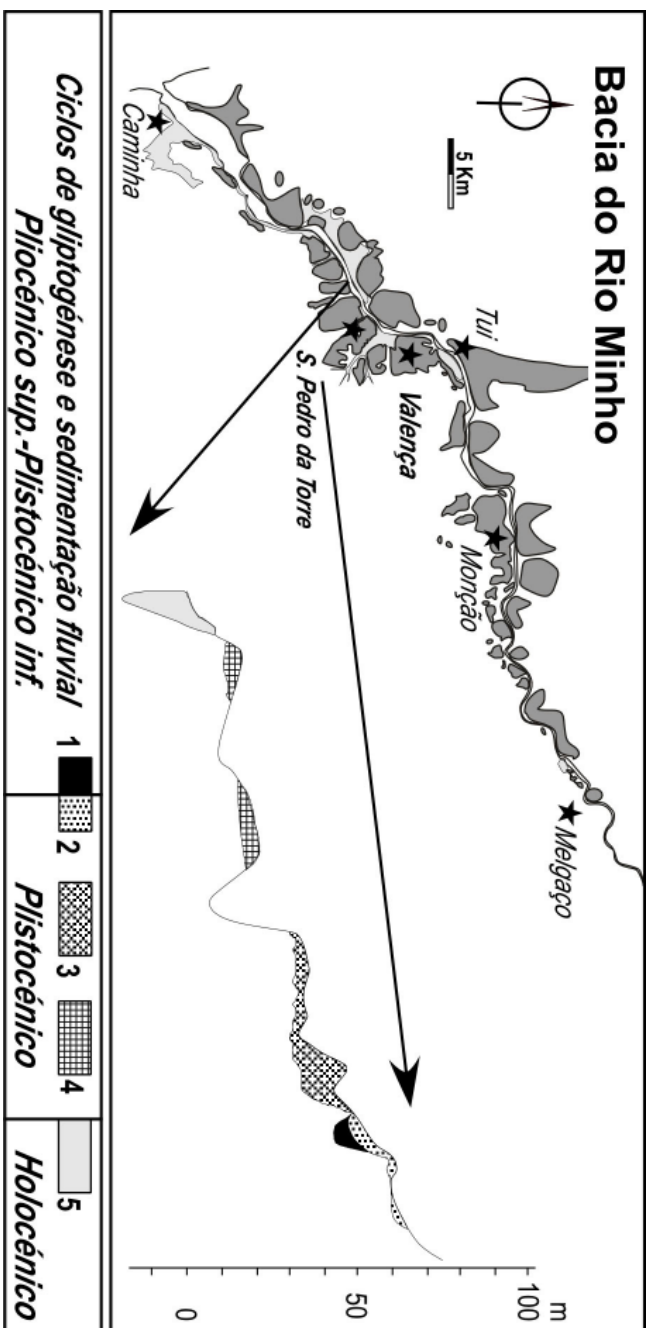 Bacia do Rio Minho
5 Km
Caminha
Tui
Valença
S. Pedro da Torre
Monção
Melgaço
m
100
50
0
Ciclos de gliptogénese e sedimentação fluvial
Pliocénico sup.-Plistocénico inf.
Plistocénico
Holocénico
1
2
3
4
5